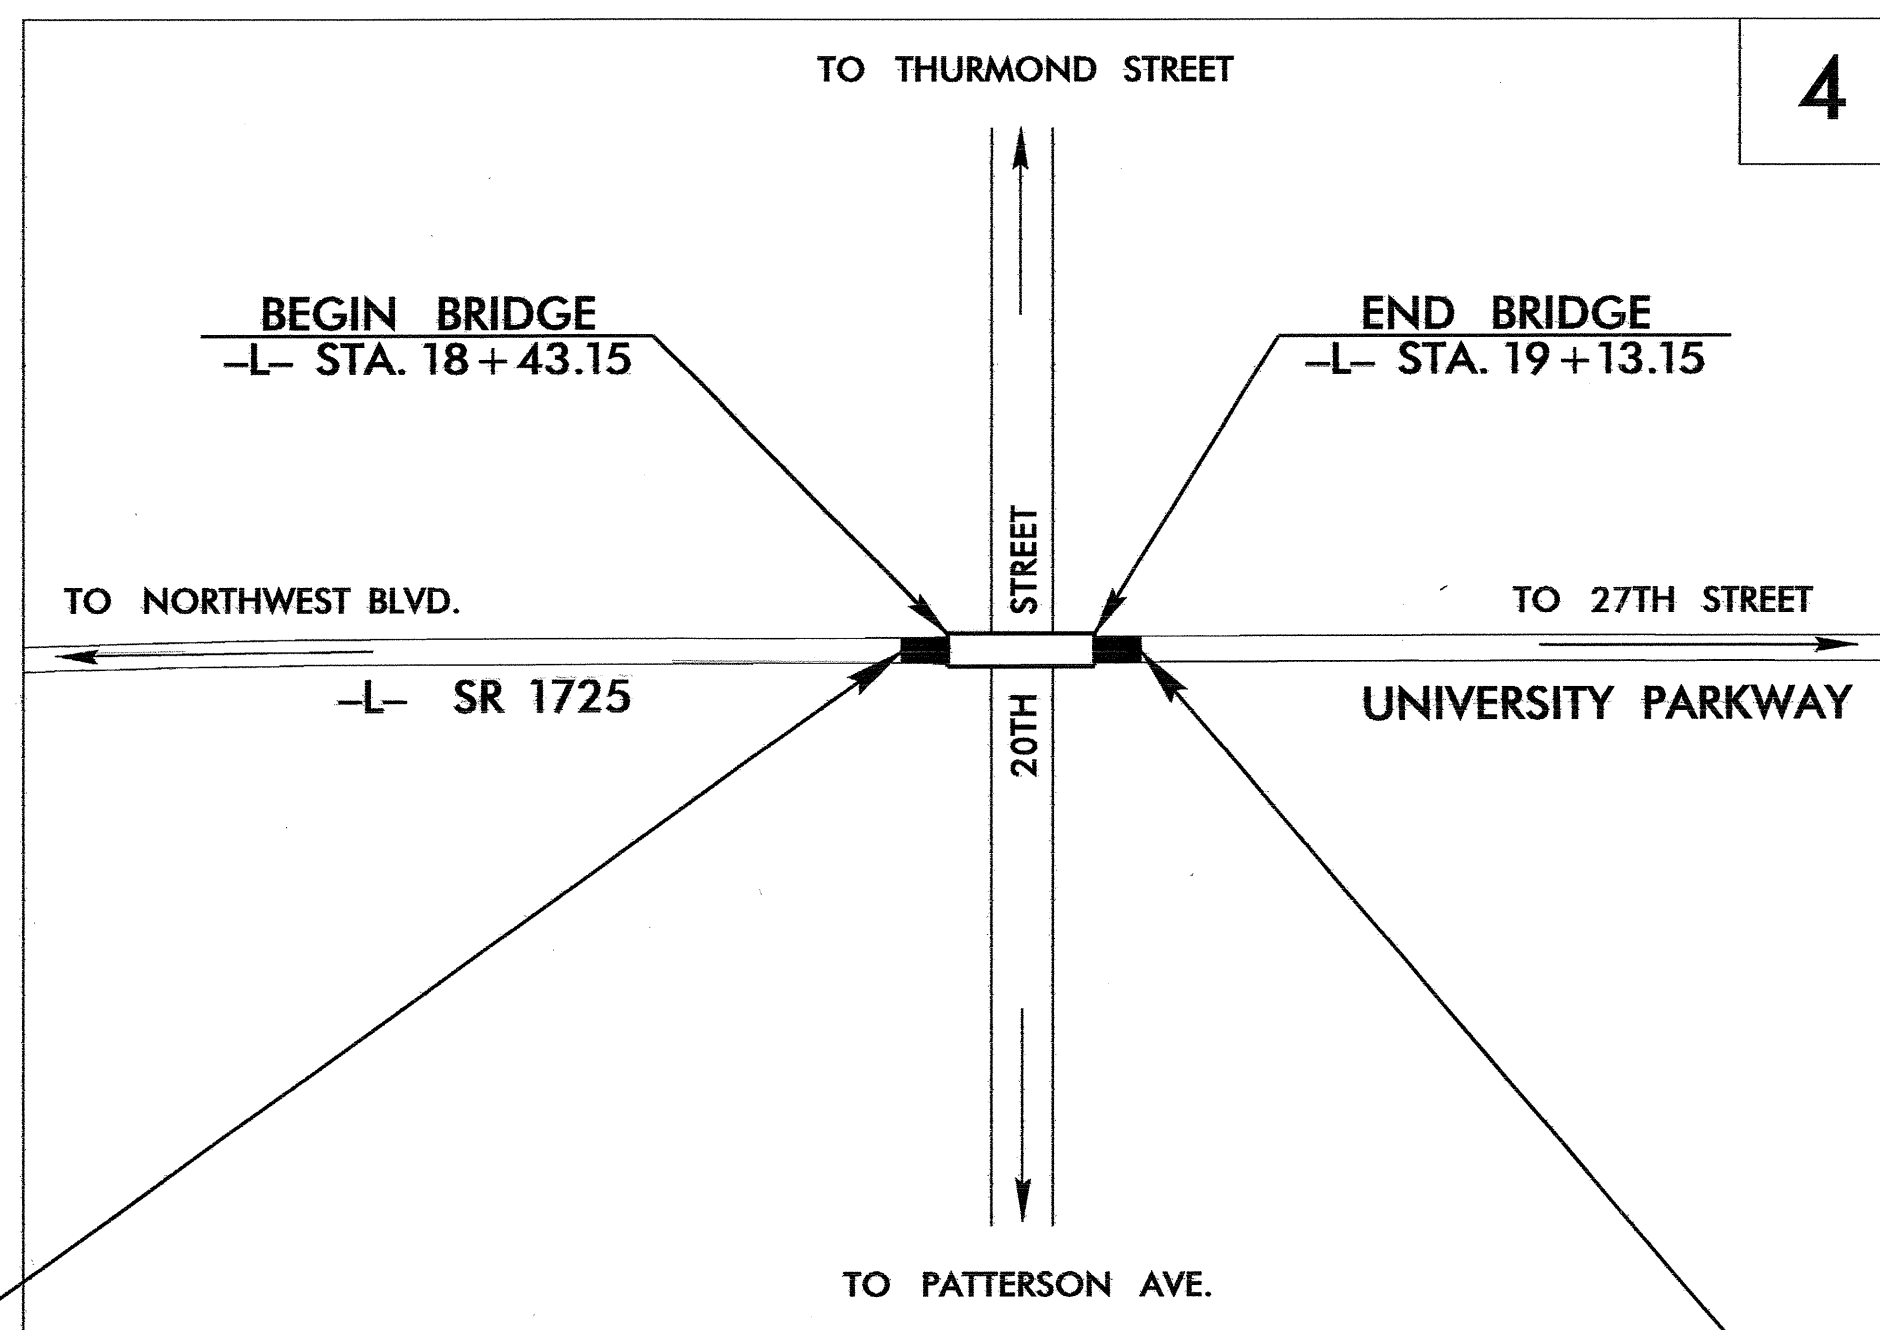 TO THURMOND STREET
4
BEGIN BRIDGE
-L- STA. 18+43.15
END BRIDGE
-L- STA. 19+13.15
TO NORTHWEST BLVD.
TO 27TH STREET
-L- SR 1725
UNIVERSITY PARKWAY
20TH STREET
TO PATTERSON AVE.